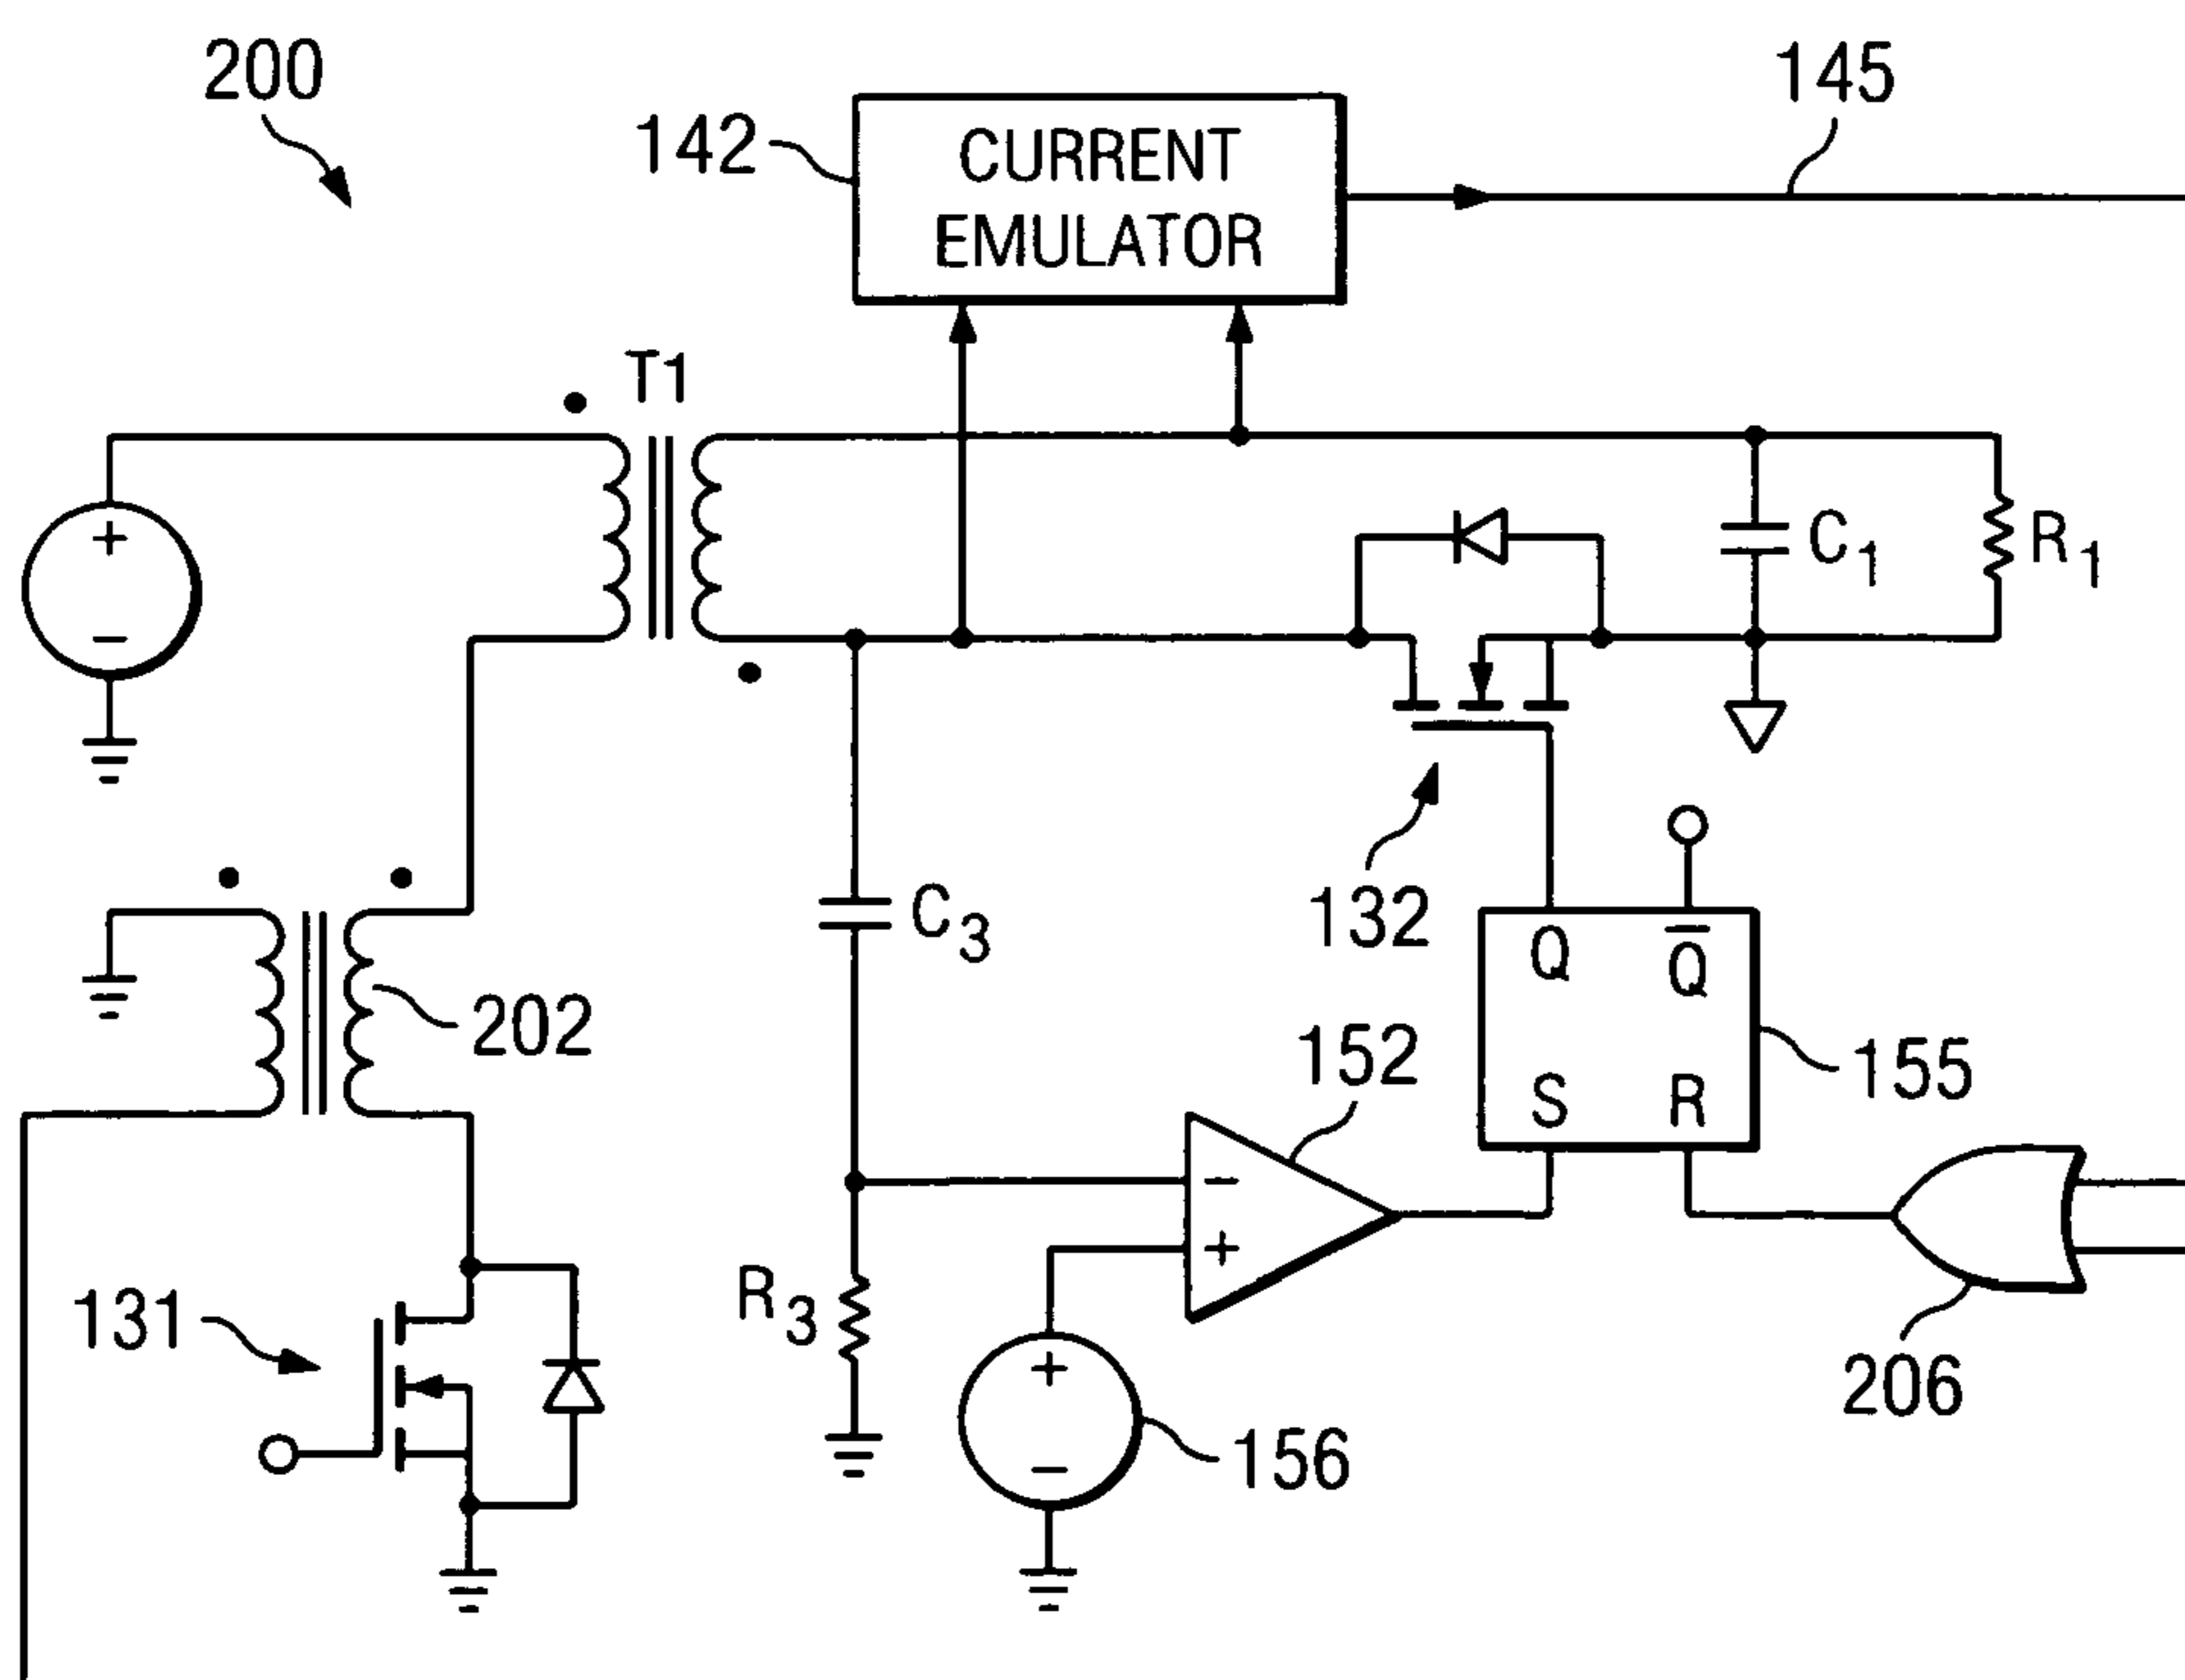 200
145
142
CURRENT
EMULATOR
T1
+
−
C1
R1
132
C3
Q
Q̅
202
152
155
S
R
−
+
131
R3
206
+
−
156